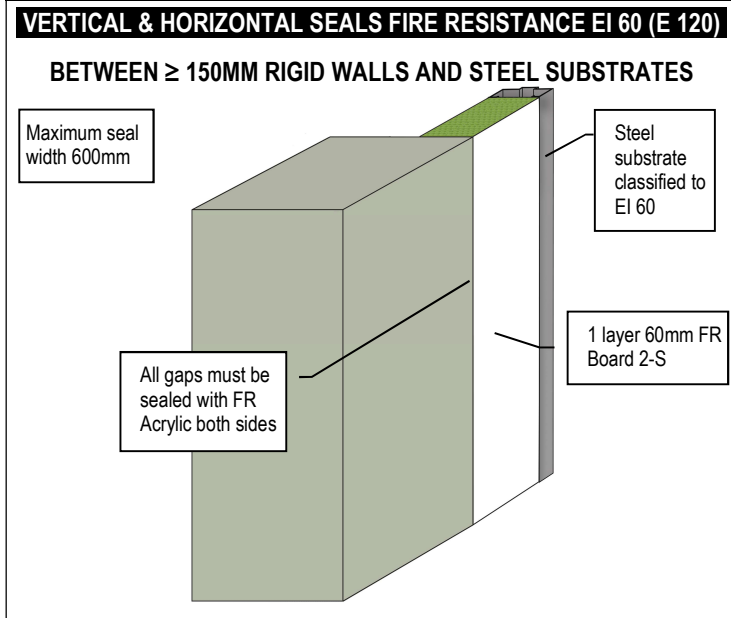 VERTICAL & HORIZONTAL SEALS FIRE RESISTANCE EI 60 (E 120)
BETWEEN ≥ 150MM RIGID WALLS AND STEEL SUBSTRATES
Maximum seal
width 600mm
Steel
substrate
classified to
EI 60
1 layer 60mm FR
Board 2-S
All gaps must be
sealed with FR
Acrylic both sides